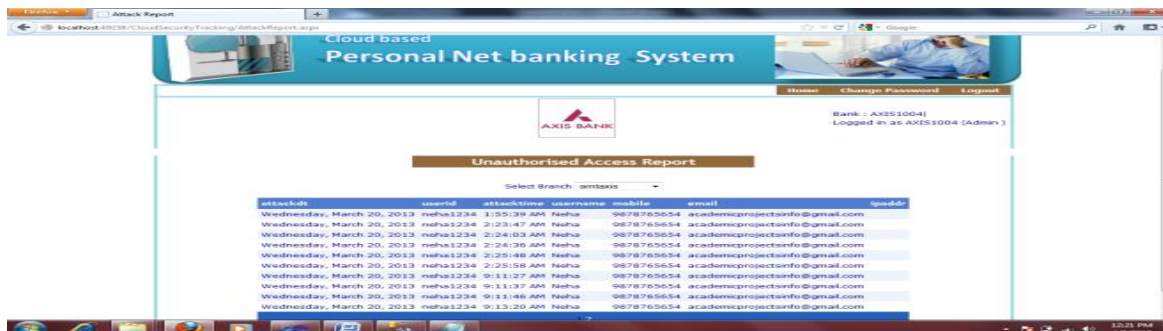 Firefox
Attack Report
+
localhost:49238/CloudSecurityTracking/AttackReport.aspx
Google
Cloud based
Personal Net banking System
Home Change Password Logout
AXIS BANK
Bank : AXIS1004|
Logged in as AXIS1004 (Admin )
Unauthorised Access Report
Select Branch amtaxis
attackdt userid attacktime username mobile email ipaddr
Wednesday, March 20, 2013 neha1234 1:55:39 AM Neha 9878765654 academicprojectsinfo@gmail.com
Wednesday, March 20, 2013 neha1234 2:23:47 AM Neha 9878765654 academicprojectsinfo@gmail.com
Wednesday, March 20, 2013 neha1234 2:24:03 AM Neha 9878765654 academicprojectsinfo@gmail.com
Wednesday, March 20, 2013 neha1234 2:24:36 AM Neha 9878765654 academicprojectsinfo@gmail.com
Wednesday, March 20, 2013 neha1234 2:25:48 AM Neha 9878765654 academicprojectsinfo@gmail.com
Wednesday, March 20, 2013 neha1234 2:25:58 AM Neha 9878765654 academicprojectsinfo@gmail.com
Wednesday, March 20, 2013 neha1234 9:11:27 AM Neha 9878765654 academicprojectsinfo@gmail.com
Wednesday, March 20, 2013 neha1234 9:11:37 AM Neha 9878765654 academicprojectsinfo@gmail.com
Wednesday, March 20, 2013 neha1234 9:11:46 AM Neha 9878765654 academicprojectsinfo@gmail.com
Wednesday, March 20, 2013 neha1234 9:13:20 AM Neha 9878765654 academicprojectsinfo@gmail.com
1 2
12:21 PM